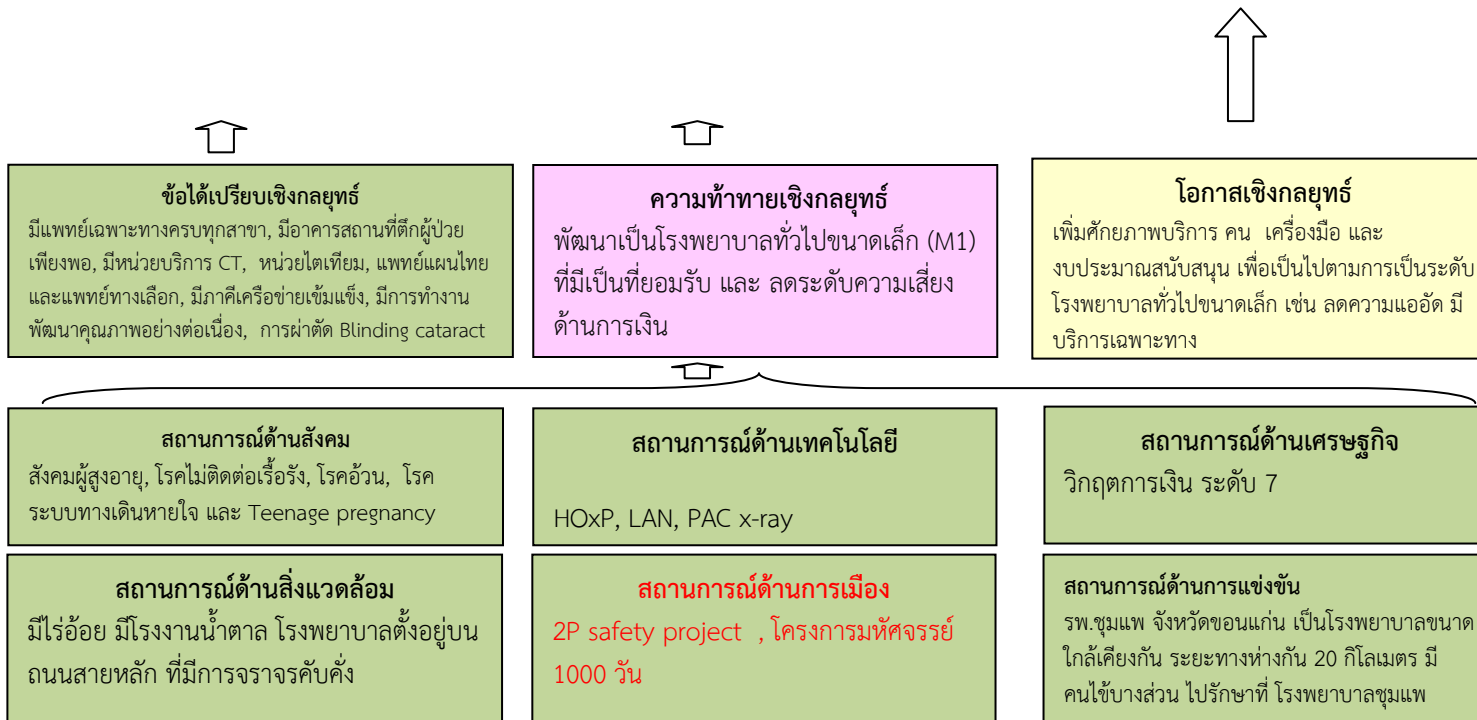 ข้อได้เปรียบเชิงกลยุทธ์
มีแพทย์เฉพาะทางครบทุกสาขา, มีอาคารสถานที่ตึกผู้ป่วย
เพียงพอ, มีหน่วยบริการ CT, หน่วยไตเทียม, แพทย์แผนไทย
และแพทย์ทางเลือก, มีภาคีเครือข่ายเข้มแข็ง, มีการทำงาน
พัฒนาคุณภาพอย่างต่อเนื่อง, การผ่าตัด Blinding cataract
ความท้าทายเชิงกลยุทธ์
พัฒนาเป็นโรงพยาบาลทั่วไปขนาดเล็ก (M1)
ที่มีเป็นที่ยอมรับ และ ลดระดับความเสี่ยง
ด้านการเงิน
โอกาสเชิงกลยุทธ์
เพิ่มศักยภาพบริการ คน เครื่องมือ และ
งบประมาณสนับสนุน เพื่อเป็นไปตามการเป็นระดับ
โรงพยาบาลทั่วไปขนาดเล็ก เช่น ลดความแออัด มี
บริการเฉพาะทาง
สถานการณ์ด้านสังคม
สังคมผู้สูงอายุ, โรคไม่ติดต่อเรื้อรัง, โรคอ้วน, โรค
ระบบทางเดินหายใจ และ Teenage pregnancy
สถานการณ์ด้านเทคโนโลยี
HOxP, LAN, PAC x-ray
สถานการณ์ด้านเศรษฐกิจ
วิกฤตการเงิน ระดับ 7
สถานการณ์ด้านสิ่งแวดล้อม
มีไร่อ้อย มีโรงงานน้ำตาล โรงพยาบาลตั้งอยู่บน
ถนนสายหลัก ที่มีการจราจรคับคั่ง
สถานการณ์ด้านการเมือง
2P safety project , โครงการมหัศจรรย์
1000 วัน
สถานการณ์ด้านการแข่งขัน
รพ.ชุมแพ จังหวัดขอนแก่น เป็นโรงพยาบาลขนาด
ใกล้เคียงกัน ระยะทางห่างกัน 20 กิโลเมตร มี
คนไข้บางส่วน ไปรักษาที่ โรงพยาบาลชุมแพ